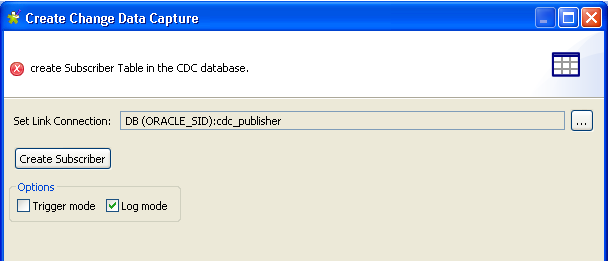 Create Change Data Capture
create Subscriber Table in the CDC database.
Set Link Connection: DB (ORACLE_SID):cdc_publisher ...
Create Subscriber
Options
Trigger mode Log mode